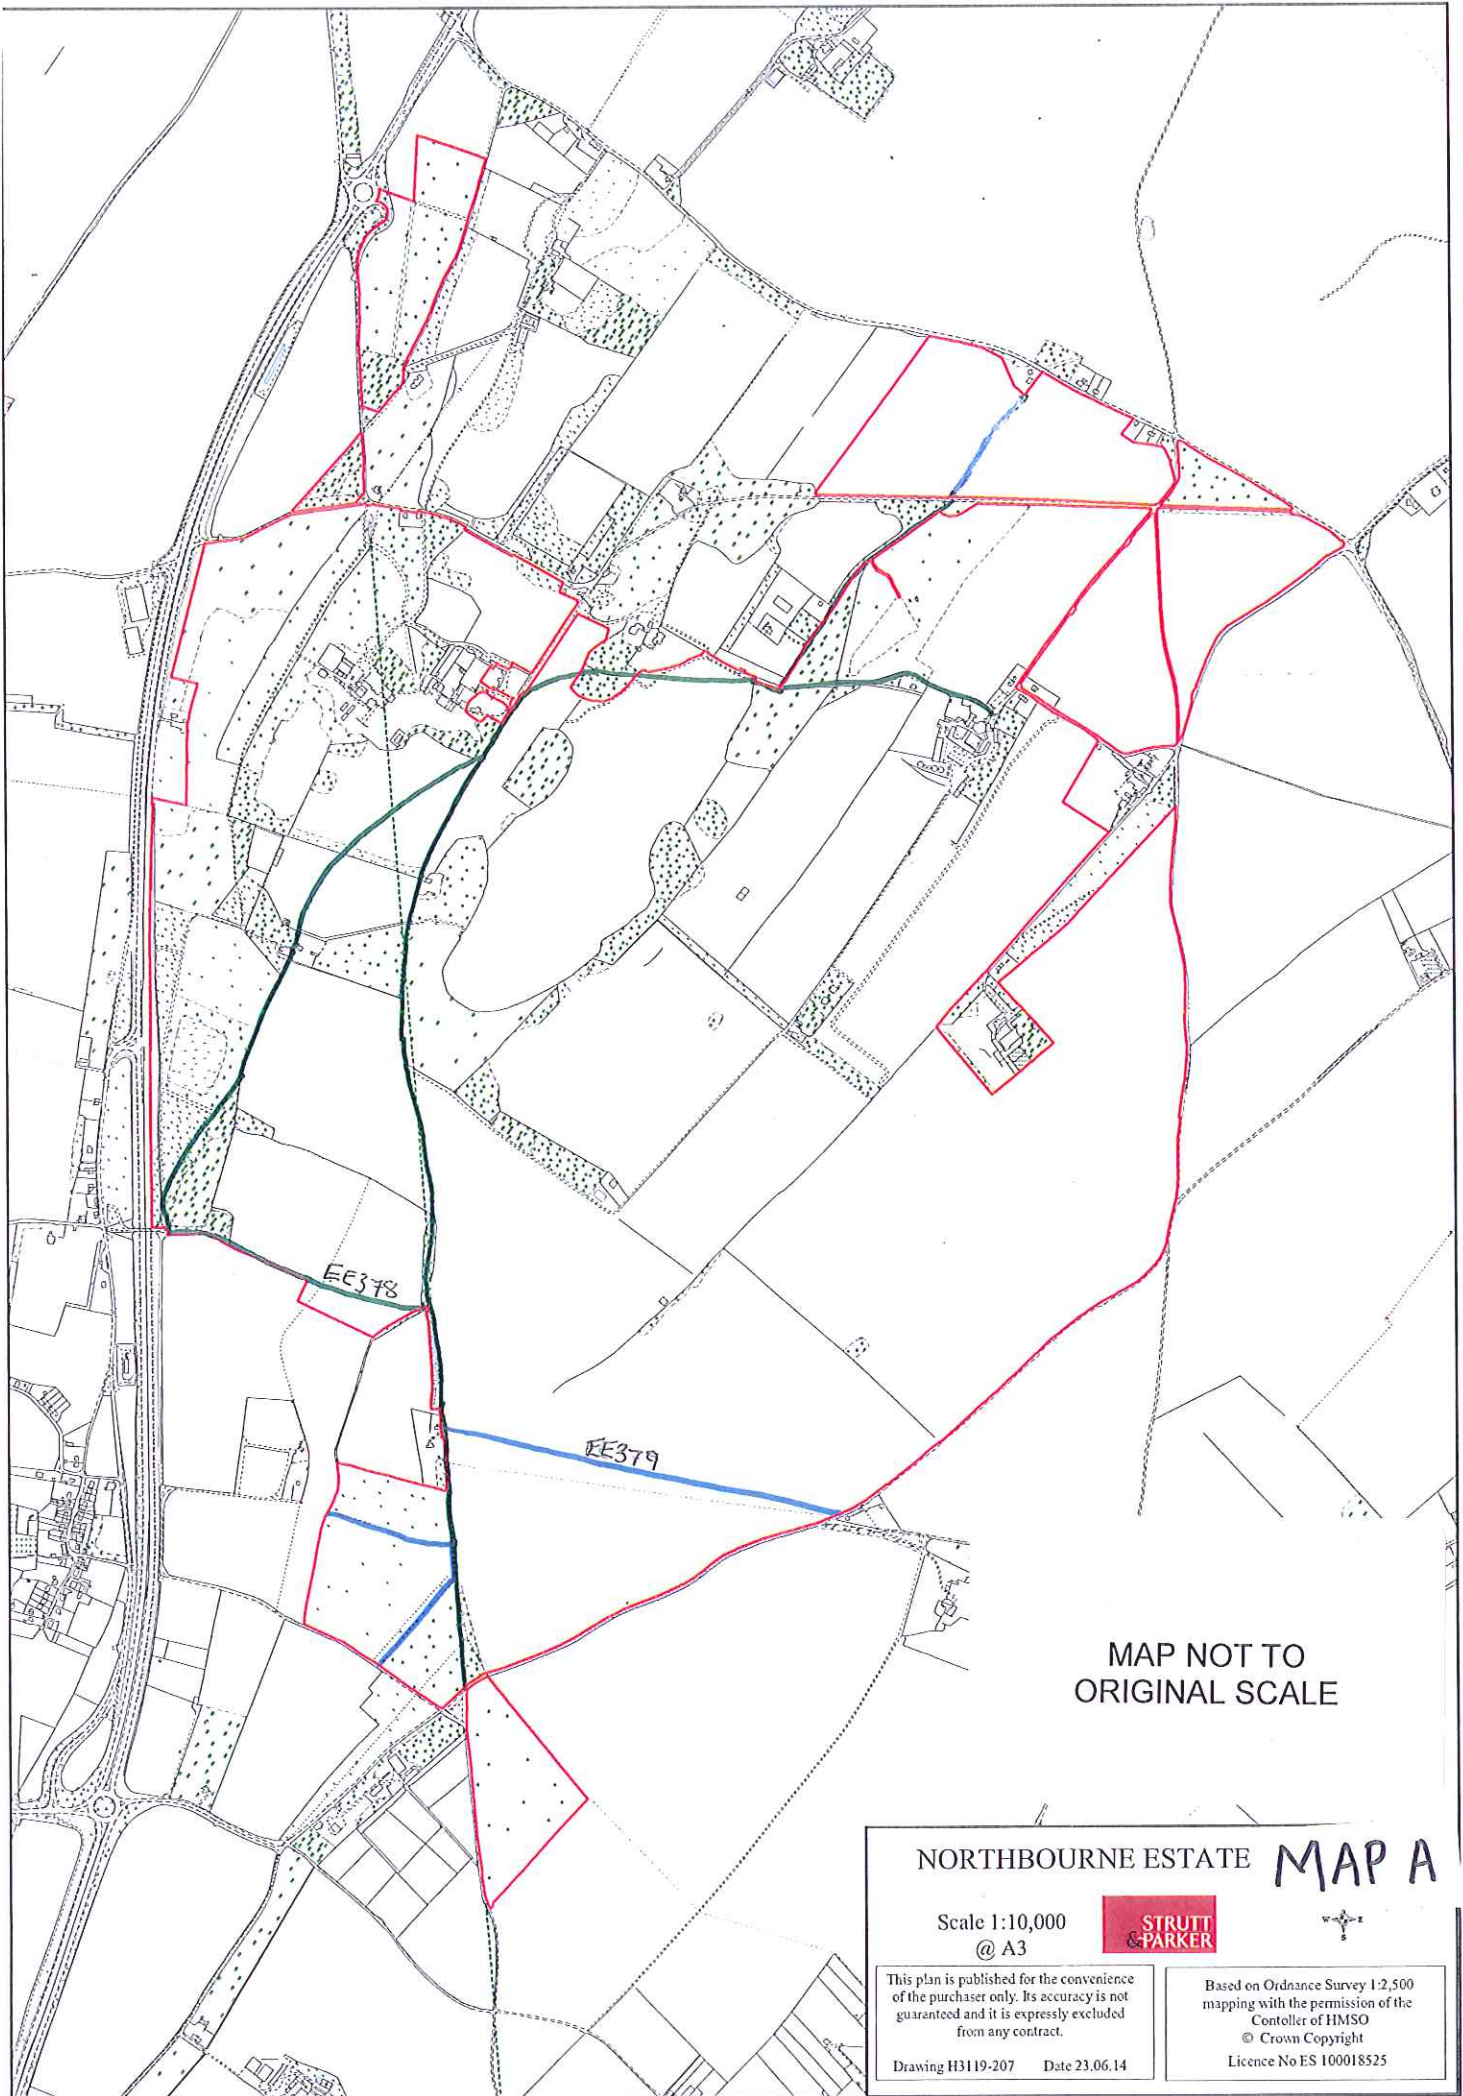 EE378
EE379
MAP NOT TO
ORIGINAL SCALE
NORTHBOURNE ESTATE
MAP A
Scale 1:10,000
@ A3
STRUTT
&PARKER
W E
S
This plan is published for the convenience
of the purchaser only. Its accuracy is not
guaranteed and it is expressly excluded
from any contract.
Drawing H3119-207 Date 23.06.14
Based on Ordnance Survey 1:2,500
mapping with the permission of the
Contoller of HMSO
© Crown Copyright
Licence No ES 100018525